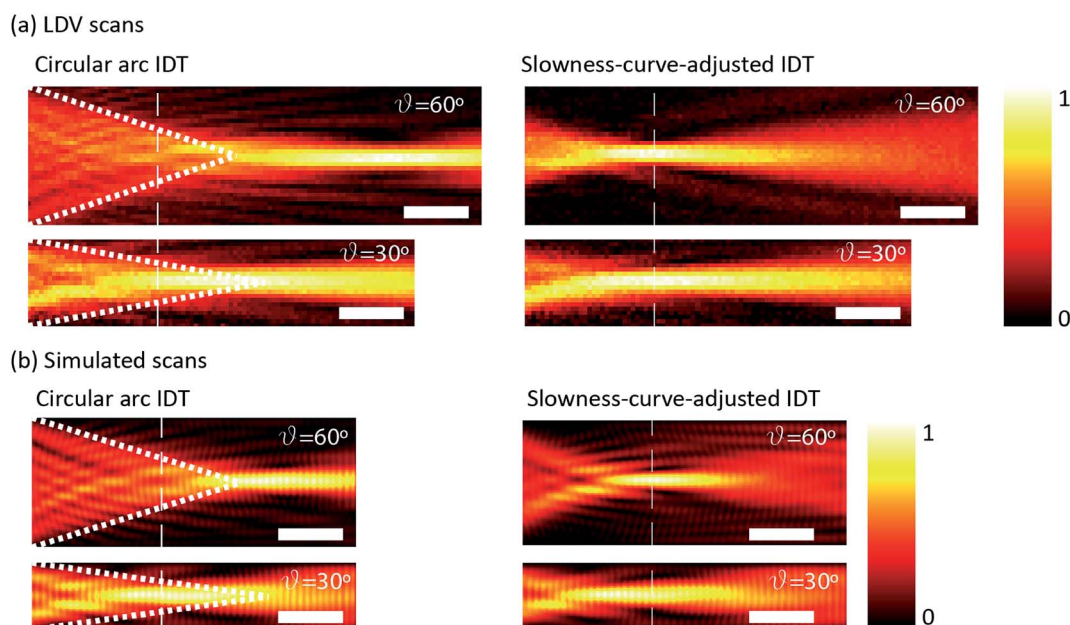 (a) LDV scans
Circular arc IDT
Slowness-curve-adjusted IDT
ϑ=60°
ϑ=60°
1
ϑ=30°
ϑ=30°
0
(b) Simulated scans
Circular arc IDT
Slowness-curve-adjusted IDT
ϑ=60°
ϑ=60°
1
ϑ=30°
ϑ=30°
0